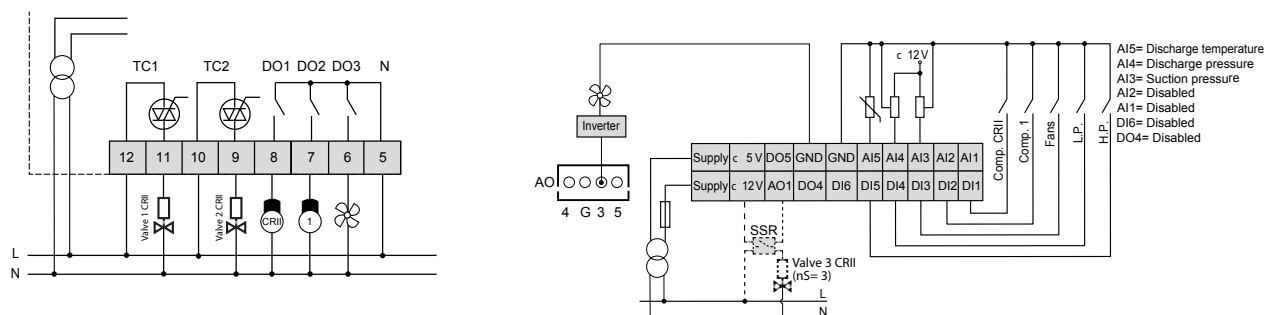 TC1 TC2 DO1 DO2 DO3 N
12 11 10 9 8 7 6 5
Valve 1 CRII
Valve 2 CRII
CRII
1
L
N
Inverter
AO
4 G 3 5
c 12V
Supply c 5 V DO5 GND GND AI5 AI4 AI3 AI2 AI1
Supply c 12V AO1 DO4 DI6 DI5 DI4 DI3 DI2 DI1
SSR
Valve 3 CRII
(nS= 3)
L
N
Comp. CRII
Comp. 1
Fans
L.P.
H.P.
AI5= Discharge temperature
AI4= Discharge pressure
AI3= Suction pressure
AI2= Disabled
AI1= Disabled
DI6= Disabled
DO4= Disabled